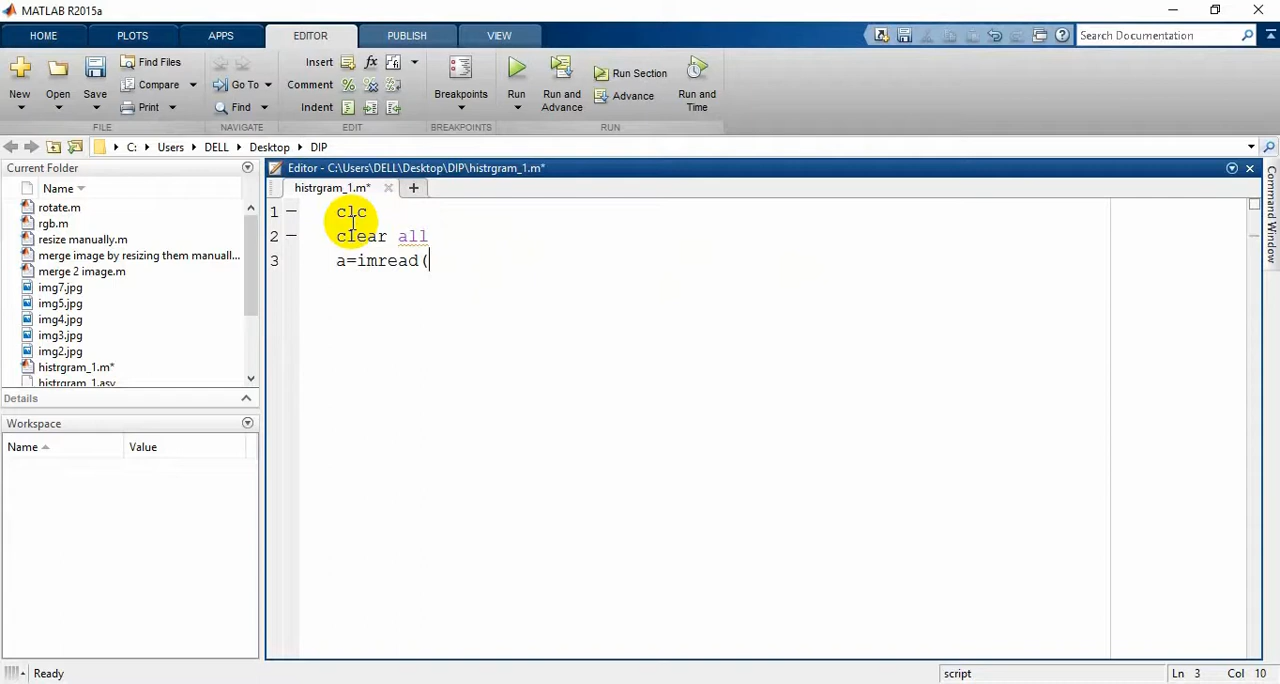 MATLAB R2015a
HOME PLOTS APPS EDITOR PUBLISH VIEW Search Documentation
New Open Save Find Files Compare Print
Go To Find
Insert Comment Indent
Breakpoints
Run Run and Advance Run Section Advance Run and Time
FILE NAVIGATE EDIT BREAKPOINTS RUN
C: Users DELL Desktop DIP
Current Folder
Name
rotate.m
rgb.m
resize manually.m
merge image by resizing them manuall...
merge 2 image.m
img7.jpg
img5.jpg
img4.jpg
img3.jpg
img2.jpg
histrgram_1.m*
histrgram_1.asv
Details
Workspace
Name Value
Editor - C:\Users\DELL\Desktop\DIP\histrgram_1.m*
histrgram_1.m*
1 clc
2 clear all
3 a=imread(
Command Window
Ready script Ln 3 Col 10